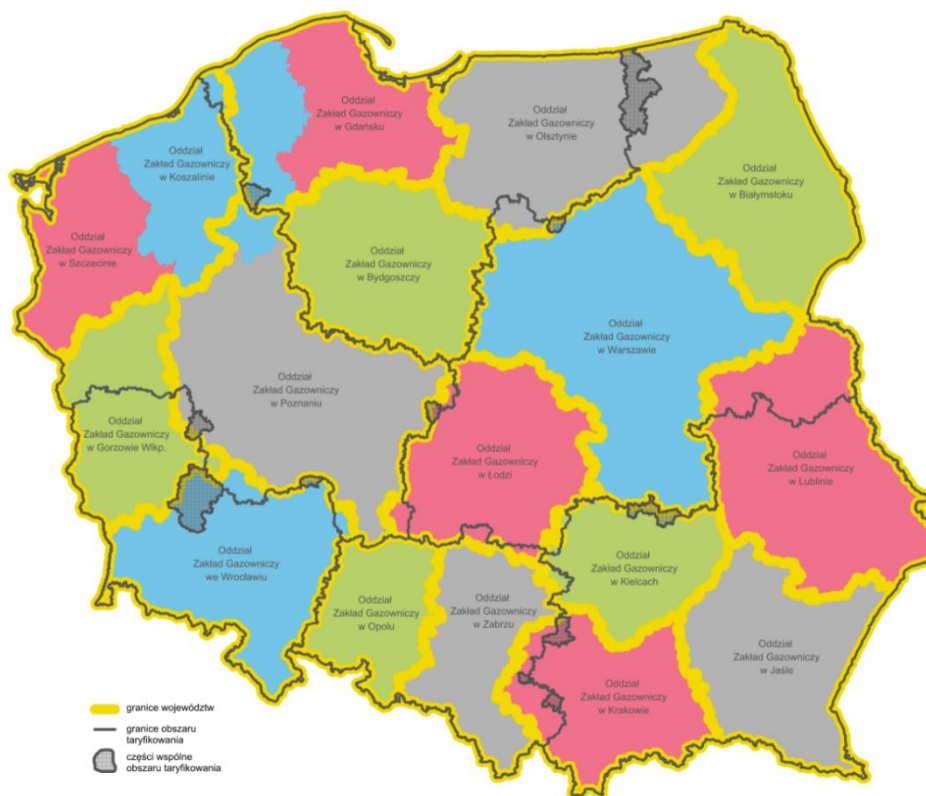 Oddział
Zakład Gazowniczy
w Gdańsku
Oddział
Zakład Gazowniczy
w Olsztynie
Oddział
Zakład Gazowniczy
w Koszalinie
Oddział
Zakład Gazowniczy
w Białymstoku
Oddział
Zakład Gazowniczy
w Szczecinie
Oddział
Zakład Gazowniczy
w Bydgoszczy
Oddział
Zakład Gazowniczy
w Warszawie
Oddział
Zakład Gazowniczy
w Poznaniu
Oddział
Zakład Gazowniczy
w Gorzowie Wlkp.
Oddział
Zakład Gazowniczy
w Łodzi
Oddział
Zakład Gazowniczy
w Lublinie
Oddział
Zakład Gazowniczy
we Wrocławiu
Oddział
Zakład Gazowniczy
w Kielcach
Oddział
Zakład Gazowniczy
w Opolu
Oddział
Zakład Gazowniczy
w Zabrzu
Oddział
Zakład Gazowniczy
w Jaśle
Oddział
Zakład Gazowniczy
w Krakowie
granice województw
granice obszaru
taryfikowania
części wspólne
obszaru taryfikowania